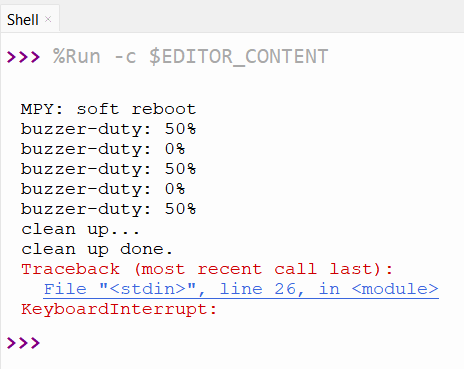 Shell ×
>>> %Run -c $EDITOR_CONTENT
MPY: soft reboot
buzzer-duty: 50%
buzzer-duty: 0%
buzzer-duty: 50%
buzzer-duty: 0%
buzzer-duty: 50%
clean up...
clean up done.
Traceback (most recent call last):
  File "<stdin>", line 26, in <module>
KeyboardInterrupt:
>>>